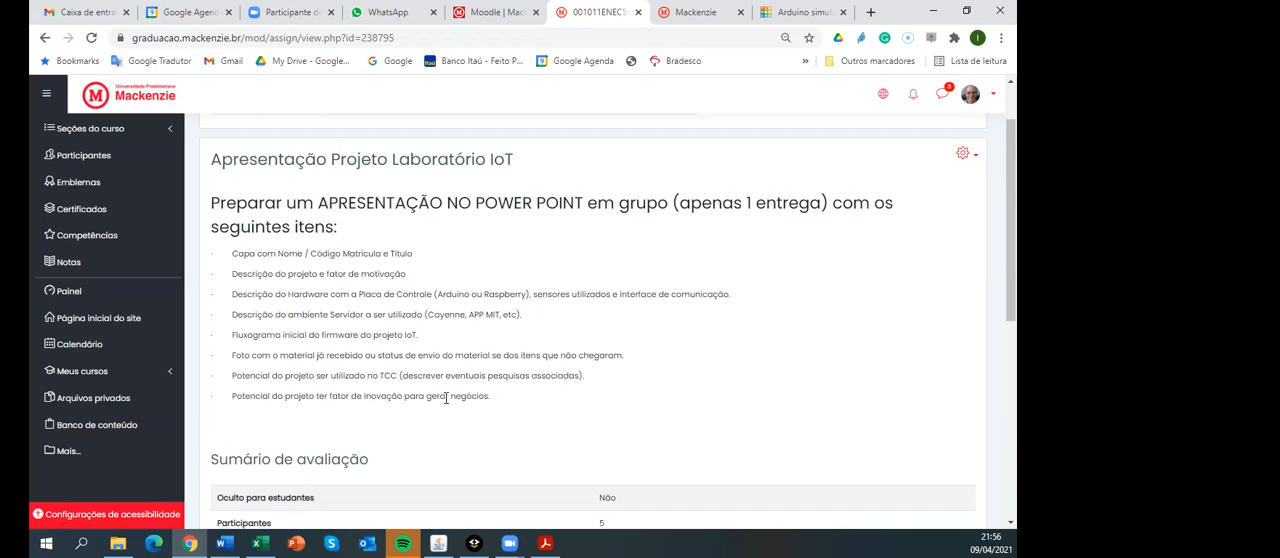 Caixa de entra
Google Agend
Participante d
WhatsApp
Moodle | Mac
001011ENEC5
Mackenzie
Arduino simu
graduacao.mackenzie.br/mod/assign/view.php?id=238795
Bookmarks
Google Tradutor
Gmail
My Drive - Google...
Google
Banco Itaú - Feito P...
Google Agenda
Bradesco
»
Outros marcadores
Lista de leitura
Universidade Presbiteriana
Mackenzie
3
Seções do curso
Participantes
Emblemas
Certificados
Competências
Notas
Painel
Página inicial do site
Calendário
Meus cursos
Arquivos privados
Banco de conteúdo
Mais...
Configurações de acessibilidade
Apresentação Projeto Laboratório IoT
Preparar um APRESENTAÇÃO NO POWER POINT em grupo (apenas 1 entrega) com os
seguintes itens:
· Capa com Nome / Código Matrícula e Título
· Descrição do projeto e fator de motivação
· Descrição do Hardware com a Placa de Controle (Arduino ou Raspberry), sensores utilizados e interface de comunicação.
· Descrição do ambiente Servidor a ser utilizado (Cayenne, APP MIT, etc).
· Fluxograma inicial do firmware do projeto IoT.
· Foto com o material já recebido ou status de envio do material se dos itens que não chegaram.
· Potencial do projeto ser utilizado no TCC (descrever eventuais pesquisas associadas).
· Potencial do projeto ter fator de Inovação para gerar negócios.
Sumário de avaliação
Oculto para estudantes Não
Participantes 5
21:56
09/04/2021